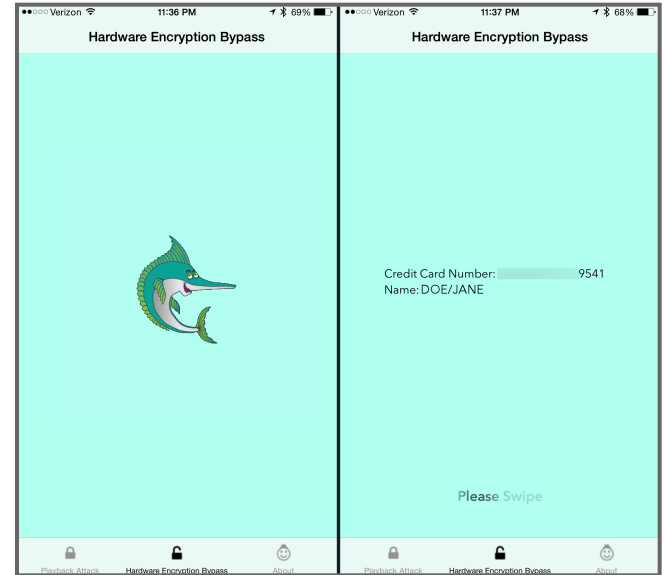 Verizon 11:36 PM 69%
Hardware Encryption Bypass
Playback Attack Hardware Encryption Bypass About
Verizon 11:37 PM 68%
Hardware Encryption Bypass
Credit Card Number: 9541
Name: DOE/JANE
Please Swipe
Playback Attack Hardware Encryption Bypass About